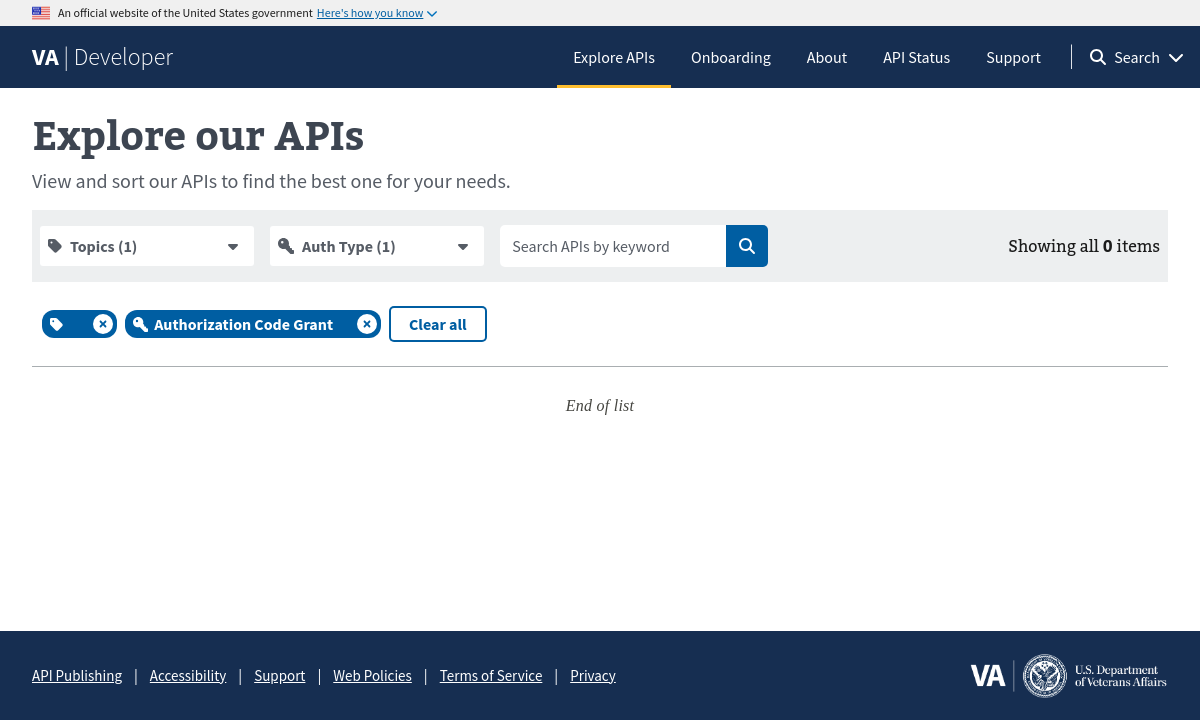 An official website of the United States government Here's how you know
VA | Developer
Explore APIs
Onboarding
About
API Status
Support
Search
Explore our APIs
View and sort our APIs to find the best one for your needs.
Topics (1)
Auth Type (1)
Search APIs by keyword
Showing all 0 items
Authorization Code Grant
Clear all
End of list
API Publishing | Accessibility | Support | Web Policies | Terms of Service | Privacy
VA
U.S. Department
of Veterans Affairs